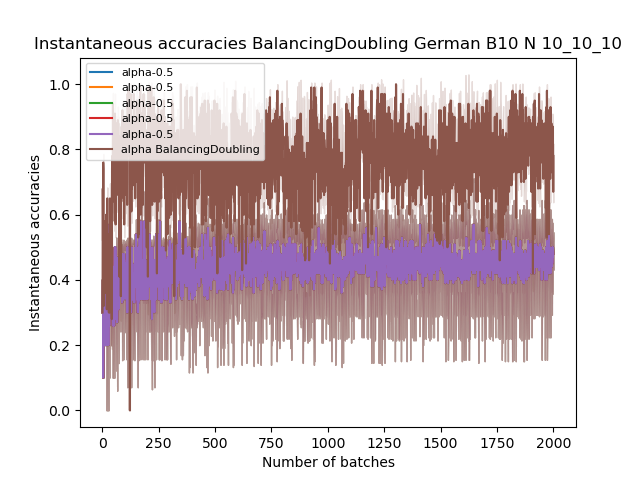 Instantaneous accuracies BalancingDoubling German B10 N 10_10_10
alpha-0.5
alpha-0.5
alpha-0.5
alpha-0.5
alpha-0.5
alpha BalancingDoubling
1.0
0.8
0.6
0.4
0.2
0.0
Instantaneous accuracies
0
250
500
750
1000
1250
1500
1750
2000
Number of batches